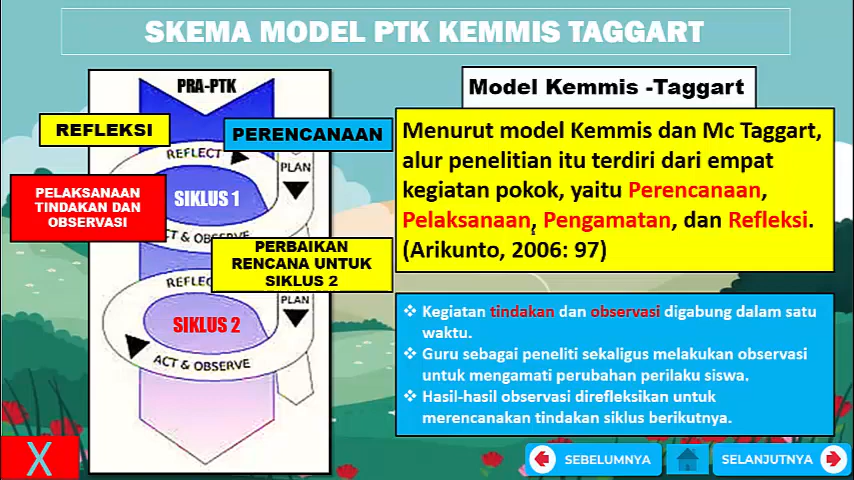 SKEMA MODEL PTK KEMMIS TAGGART
PRA-PTK
REFLEKSI
PERENCANAAN
REFLECT
PLAN
PELAKSANAAN
TINDAKAN DAN
OBSERVASI
SIKLUS 1
ACT & OBSERVE
PERBAIKAN
RENCANA UNTUK
SIKLUS 2
REFLEC
PLAN
SIKLUS 2
ACT & OBSERVE
Model Kemmis -Taggart
Menurut model Kemmis dan Mc Taggart,
alur penelitian itu terdiri dari empat
kegiatan pokok, yaitu Perencanaan,
Pelaksanaan, Pengamatan, dan Refleksi.
(Arikunto, 2006: 97)
❖ Kegiatan tindakan dan observasi digabung dalam satu
waktu.
❖ Guru sebagai peneliti sekaligus melakukan observasi
untuk mengamati perubahan perilaku siswa.
❖ Hasil-hasil observasi direfleksikan untuk
merencanakan tindakan siklus berikutnya.
X
SEBELUMNYA
SELANJUTNYA